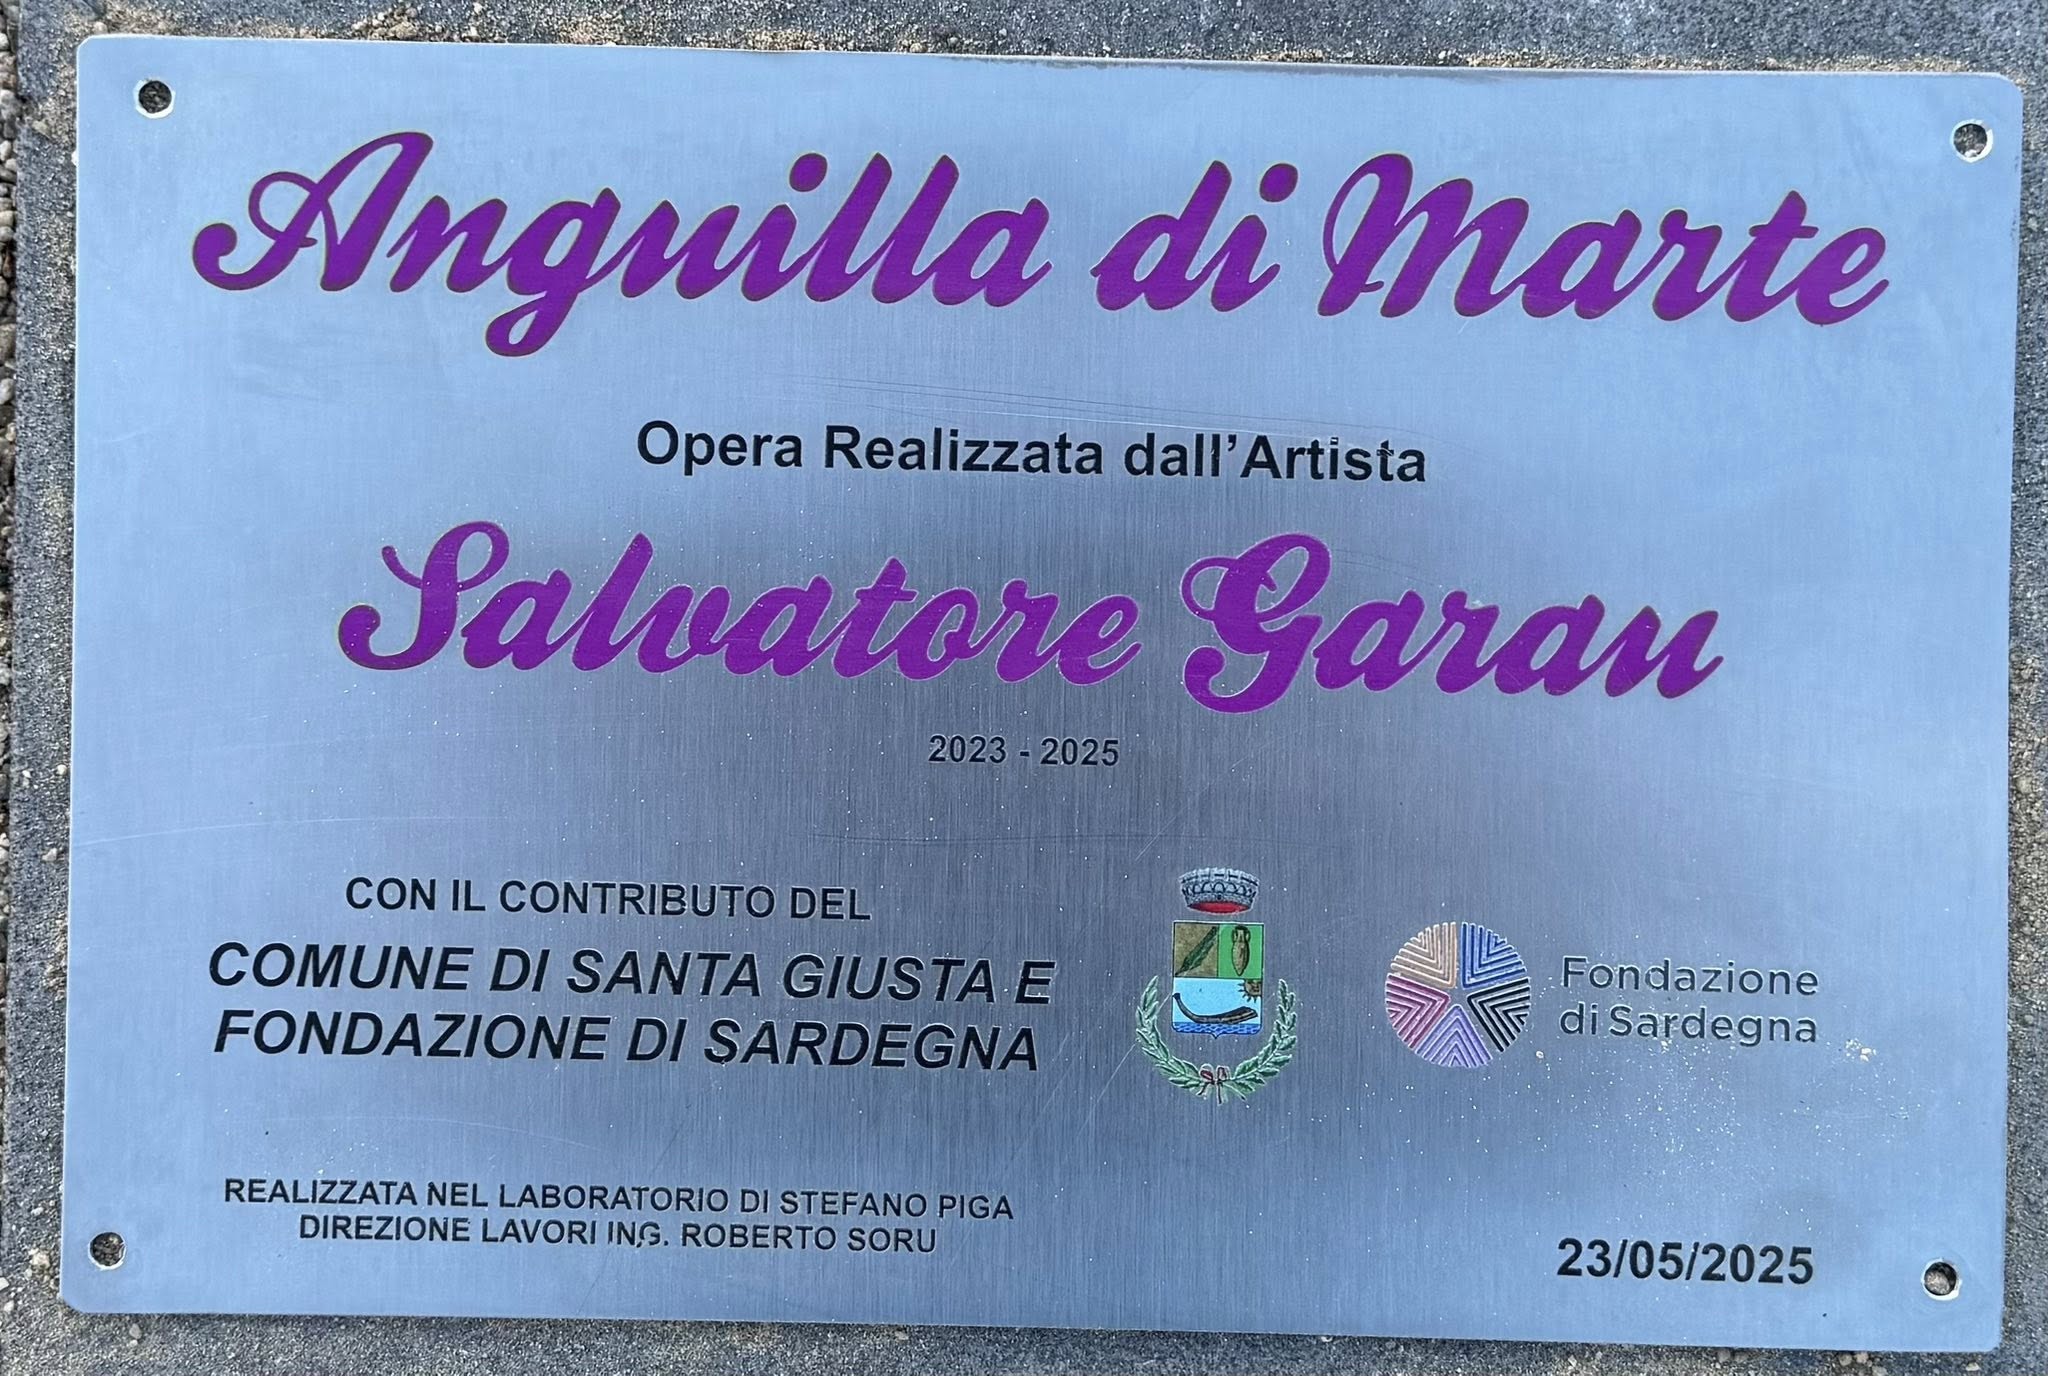 Anguilla di Marte
Opera Realizzata dall'Artista
Salvatore Garau
2023 - 2025
CON IL CONTRIBUTO DEL
COMUNE DI SANTA GIUSTA E
FONDAZIONE DI SARDEGNA
Fondazione
di Sardegna
REALIZZATA NEL LABORATORIO DI STEFANO PIGA
DIREZIONE LAVORI ING. ROBERTO SORU
23/05/2025